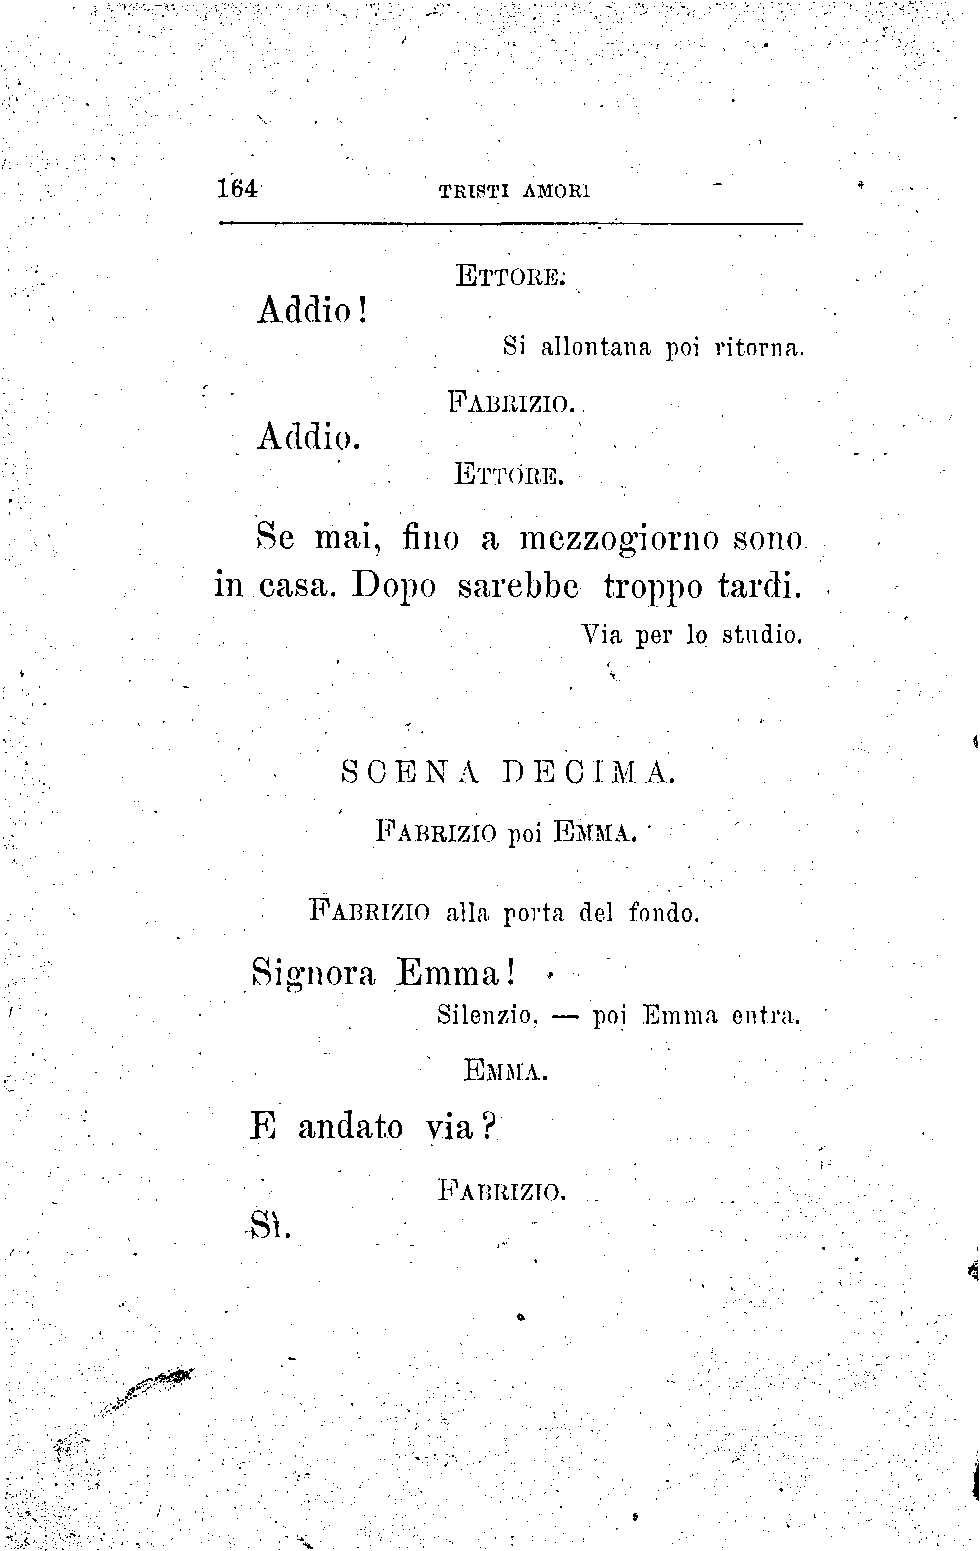 164 TRISTI AMORI
ETTORE.
Addio!
Si allontana poi ritorna.
FABRIZIO.
Addio.
ETTORE.
Se mai, fino a mezzogiorno sono
in casa. Dopo sarebbe troppo tardi.
Via per lo studio.
SCENA DECIMA.
FABRIZIO poi EMMA.
FABRIZIO alla porta del fondo.
Signora Emma!
Silenzio, — poi Emma entra.
EMMA.
E andato via?
FABRIZIO.
Sì.